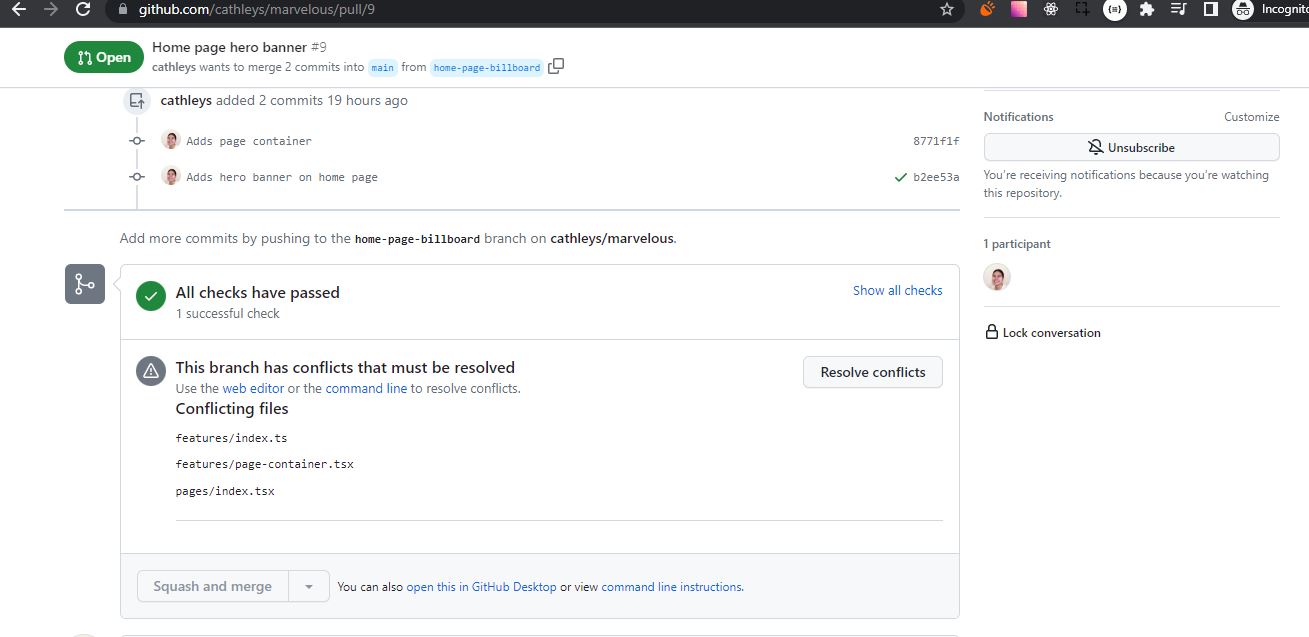 github.com/cathleys/marvelous/pull/9
Incognito
Open
Home page hero banner #9
cathleys wants to merge 2 commits into main from home-page-billboard
cathleys added 2 commits 19 hours ago
Adds page container 8771f1f
Adds hero banner on home page b2ee53a
Add more commits by pushing to the home-page-billboard branch on cathleys/marvelous.
All checks have passed
Show all checks
1 successful check
This branch has conflicts that must be resolved
Resolve conflicts
Use the web editor or the command line to resolve conflicts.
Conflicting files
features/index.ts
features/page-container.tsx
pages/index.tsx
Squash and merge
You can also open this in GitHub Desktop or view command line instructions.
Notifications
Customize
Unsubscribe
You're receiving notifications because you're watching
this repository.
1 participant
Lock conversation